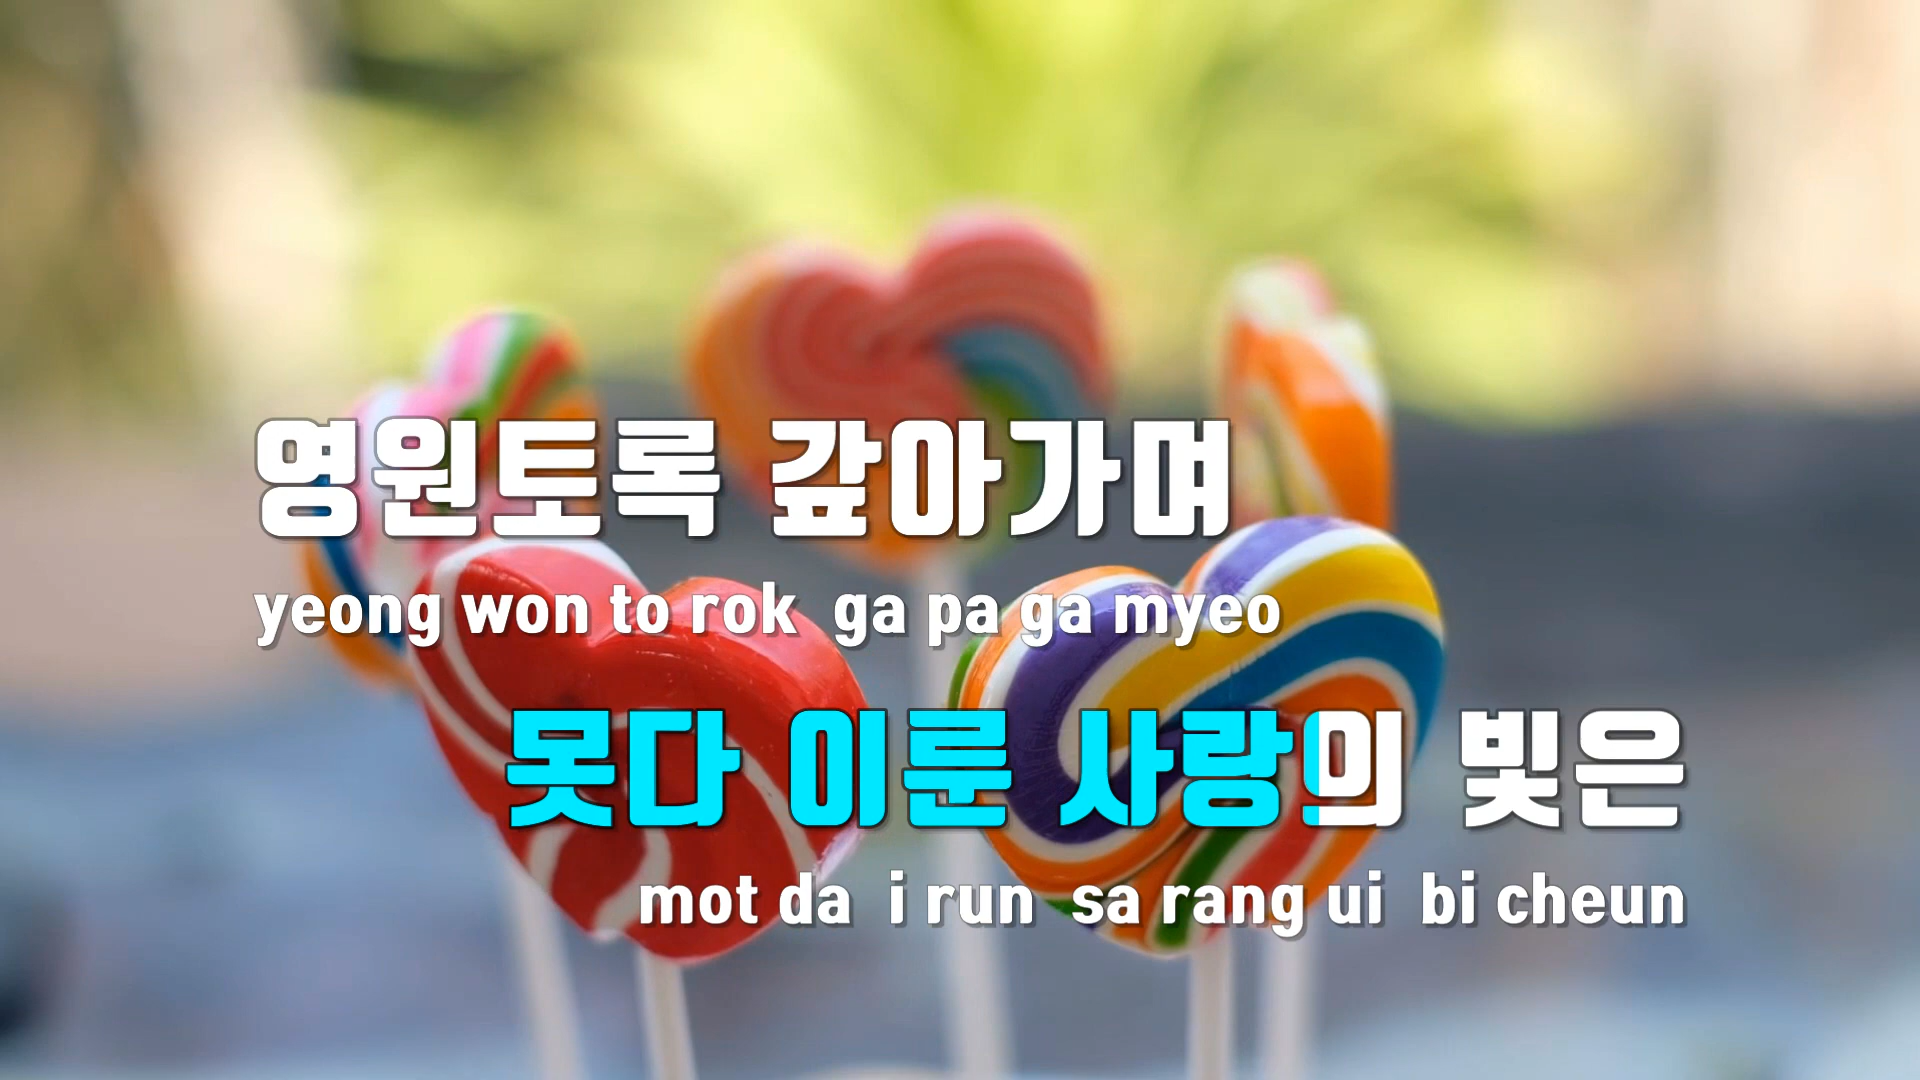 영원토록 갚아가며
yeong won to rok ga pa ga myeo
못다 이룬 사랑의 빛은
mot da i run sa rang ui bi cheun